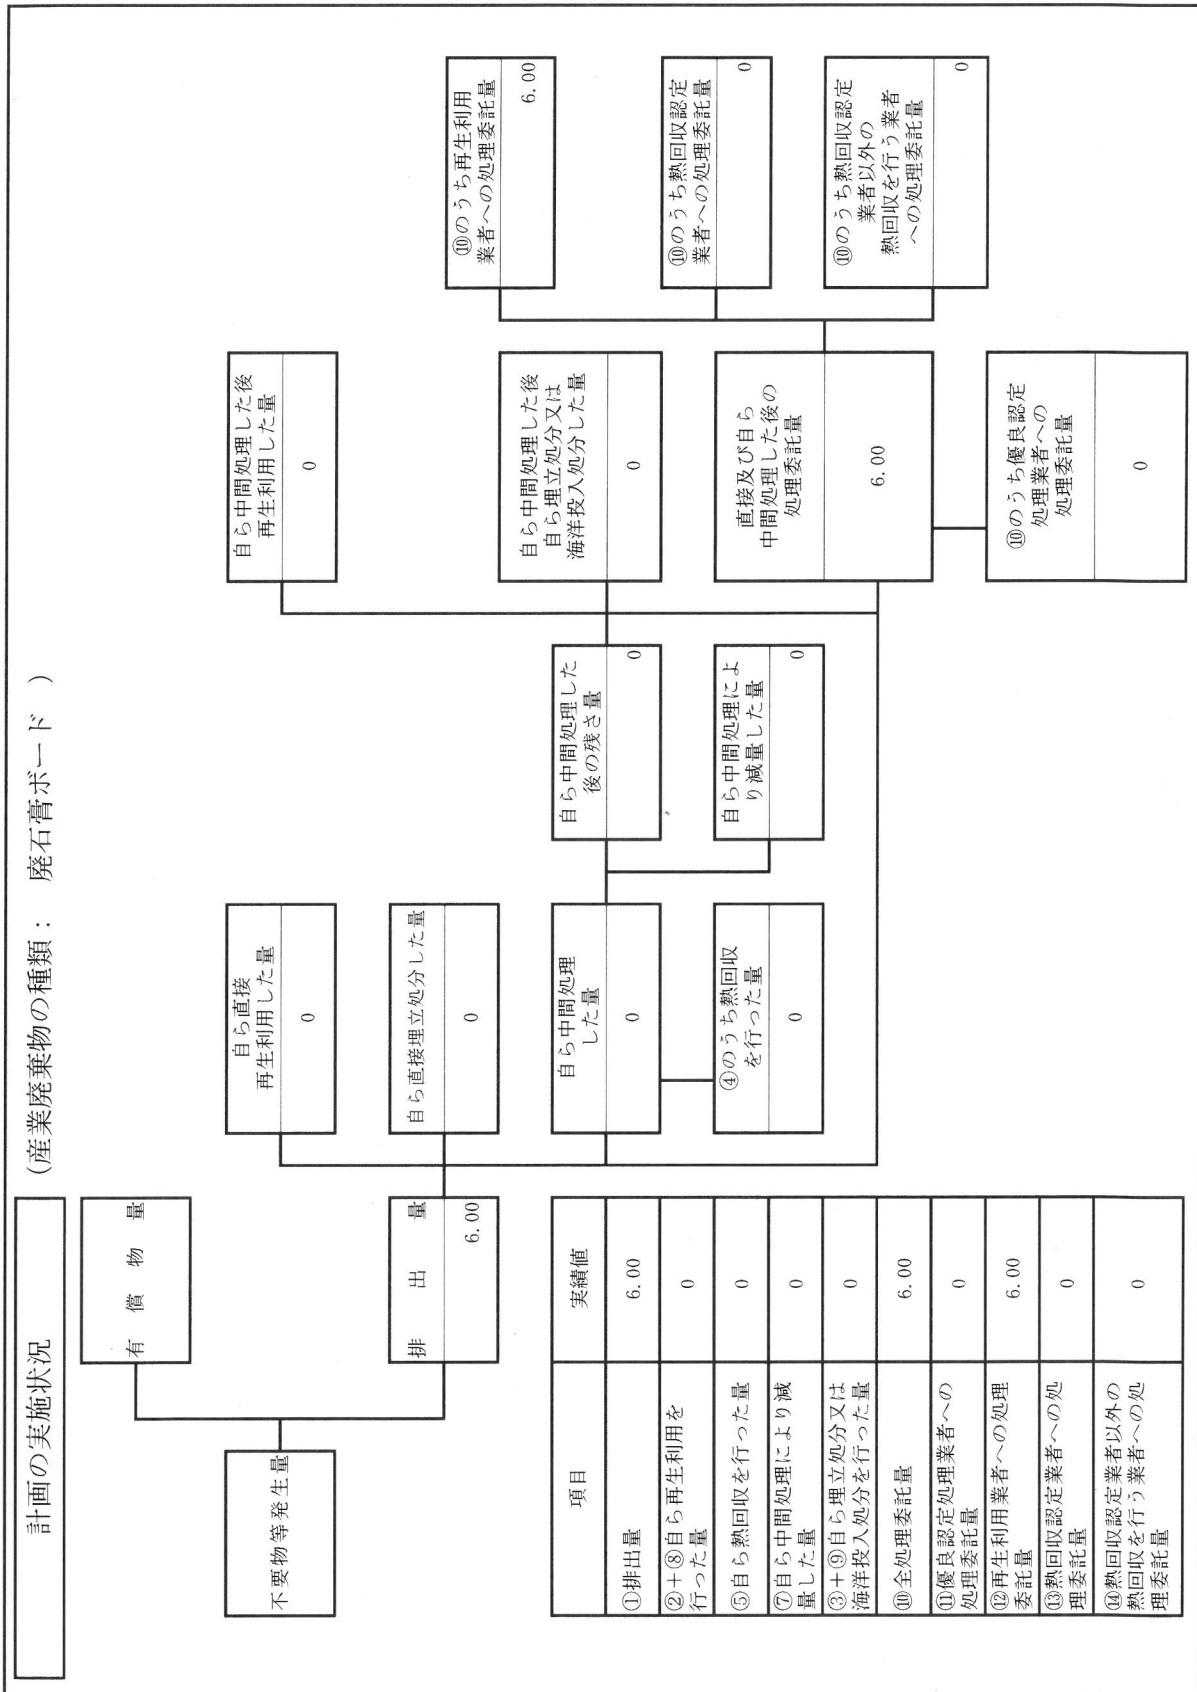 計画の実施状況
(産業廃棄物の種類： 廃石膏ボード )
有償物量
不要物等発生量
排出量
6.00
自ら直接
再生利用した量
0
自ら直接埋立処分した量
0
自ら中間処理
した量
0
④のうち熱回収
を行った量
0
自ら中間処理した
後の残さ量
0
自ら中間処理によ
り減量した量
0
自ら中間処理した後
再生利用した量
0
自ら中間処理した後
自ら埋立処分又は
海洋投入処分した量
0
直接及び自ら
中間処理した後の
処理委託量
6.00
⑩のうち優良認定
処理業者への
処理委託量
0
⑩のうち再生利用
業者への処理委託量
6.00
⑩のうち熱回収認定
業者への処理委託量
0
⑩のうち熱回収認定
業者以外の
熱回収を行う業者
への処理委託量
0
項目 実績値
①排出量 6.00
②+⑧自ら再生利用を
行った量 0
⑤自ら熱回収を行った量 0
⑦自ら中間処理により減
量した量 0
③+⑨自ら埋立処分又は
海洋投入処分を行った量 0
⑩全処理委託量 6.00
⑪優良認定処理業者への
処理委託量 0
⑫再生利用業者への処理
委託量 6.00
⑬熱回収認定業者への処
理委託量 0
⑭熱回収認定業者以外の
熱回収を行う業者への処
理委託量 0